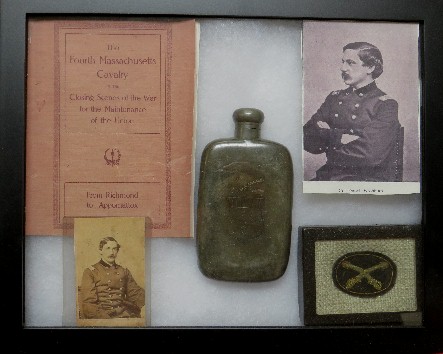 The
Fourth Massachusetts
Cavalry
in the
Closing Scenes of the War
for the Maintenance
of the Union
From Richmond
to Appomattox